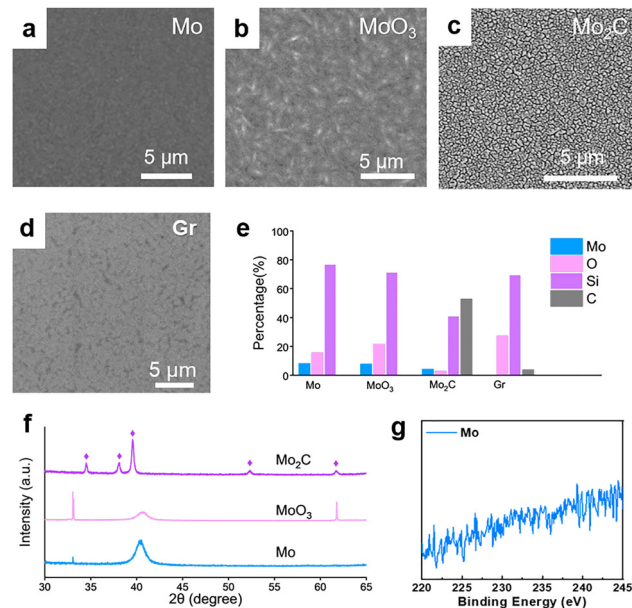 a
Mo
5 μm
b
MoO₃
5 μm
c
Mo₂C
5 μm
d
Gr
5 μm
e
Percentage(%)
100
80
60
40
20
0
Mo
MoO₃
Mo₂C
Gr
Mo
O
Si
C
f
Intensity (a.u.)
Mo₂C
MoO₃
Mo
30 35 40 45 50 55 60 65
2θ (degree)
g
Mo
220 225 230 235 240 245
Binding Energy (eV)